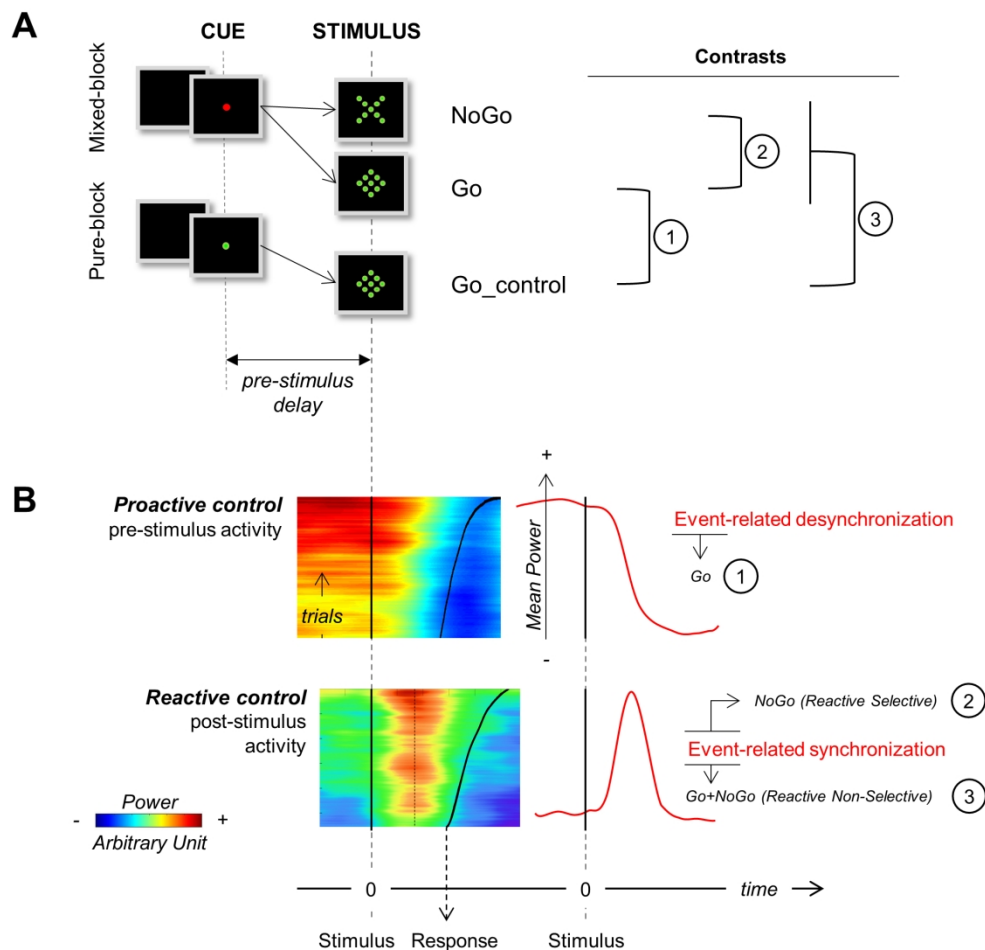 A
CUE
STIMULUS
Contrasts
Mixed-block
NoGo
2
Go
1
3
Pure-block
Go_control
pre-stimulus
delay
B
+
Proactive control
pre-stimulus activity
trials
Mean Power
-
Event-related desynchronization
Go
1
Reactive control
post-stimulus
activity
NoGo (Reactive Selective)
2
Event-related synchronization
Go+NoGo (Reactive Non-Selective)
3
Power
- +
Arbitrary Unit
0
0
time
Stimulus
Response
Stimulus